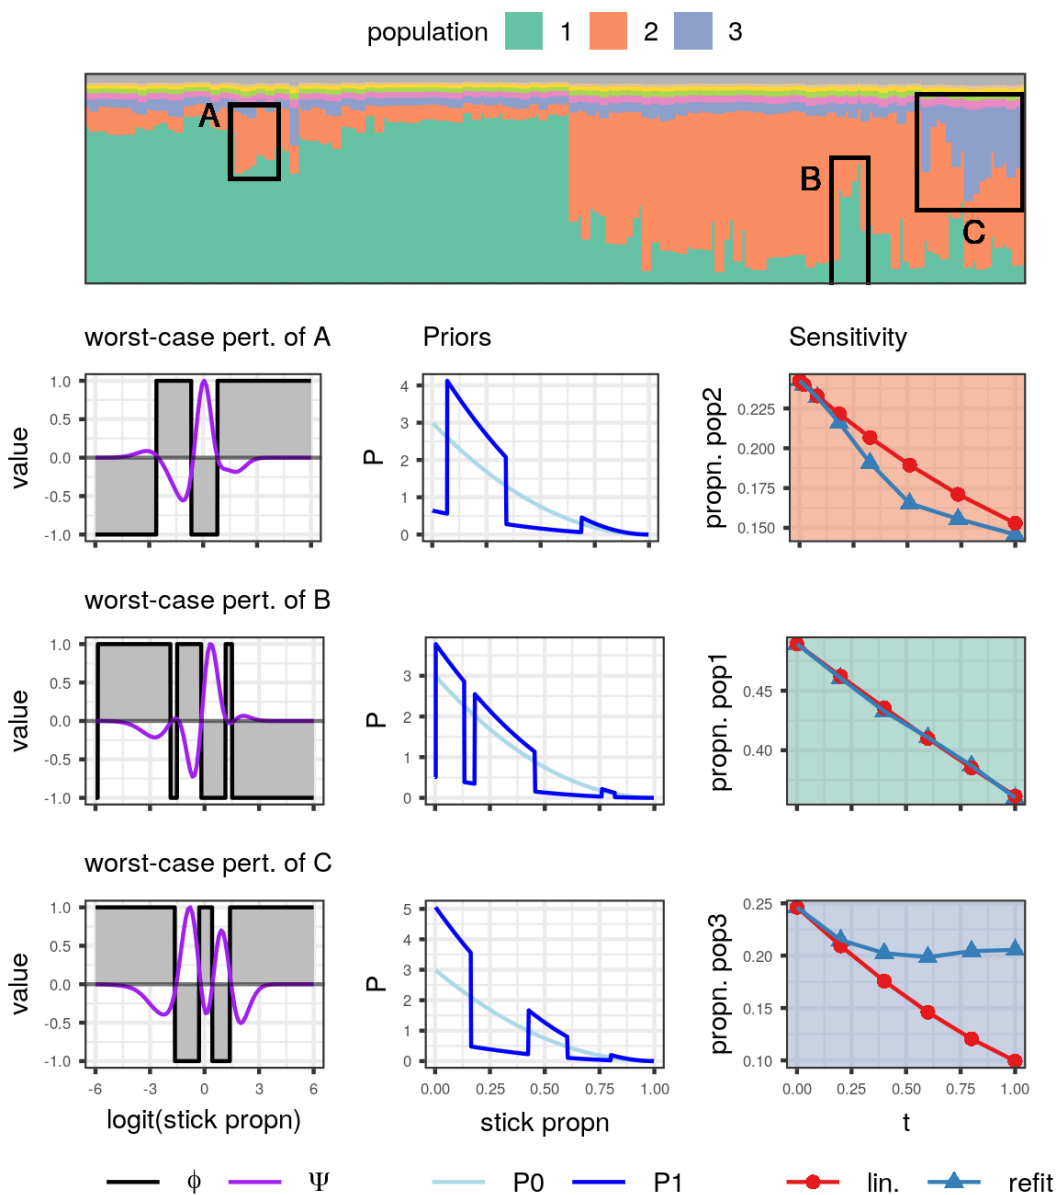 population 1 2 3
A
B
C
worst-case pert. of A
Priors
Sensitivity
value
1.0
0.5
0.0
-0.5
-1.0
P
4
3
2
1
0
propn. pop2
0.225
0.200
0.175
0.150
worst-case pert. of B
value
1.0
0.5
0.0
-0.5
-1.0
P
3
2
1
0
propn. pop1
0.45
0.40
worst-case pert. of C
value
1.0
0.5
0.0
-0.5
-1.0
-6 -3 0 3 6
logit(stick propn)
P
5
4
3
2
1
0
0.00 0.25 0.50 0.75 1.00
stick propn
propn. pop3
0.25
0.20
0.15
0.10
0.00 0.25 0.50 0.75 1.00
t
ϕ Ψ P0 P1 lin. refit